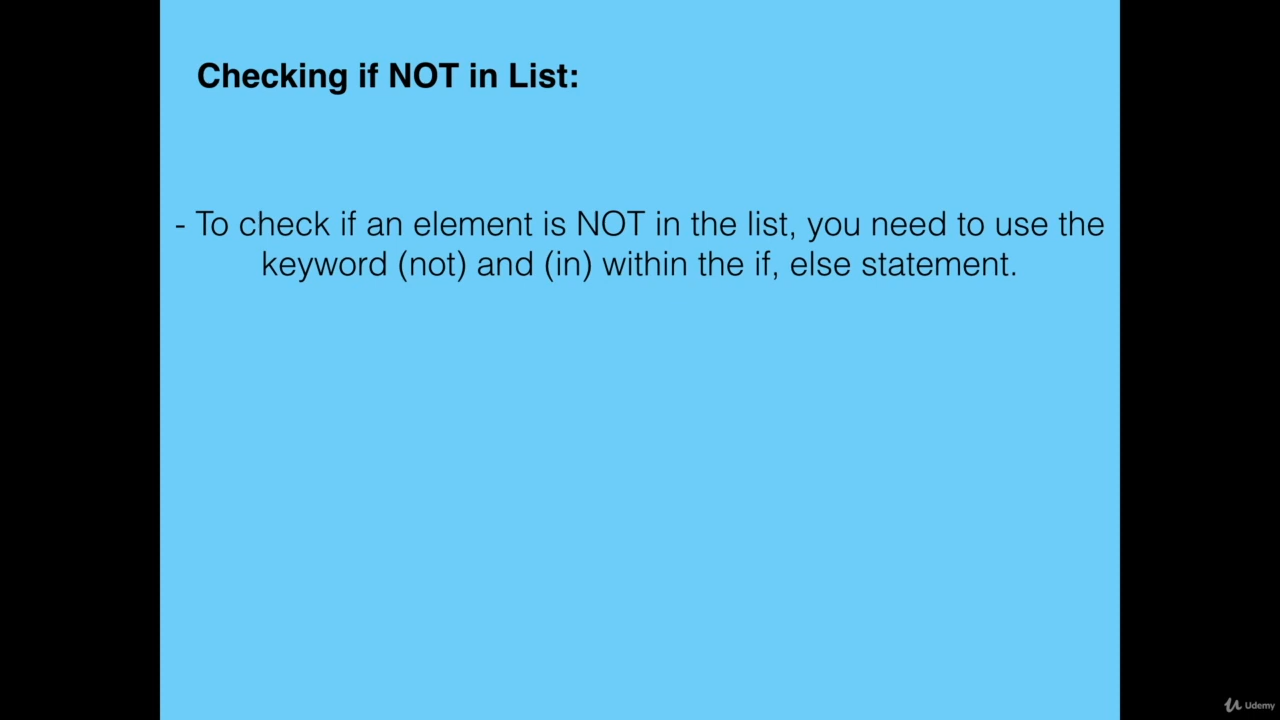 Checking if NOT in List:
- To check if an element is NOT in the list, you need to use the
keyword (not) and (in) within the if, else statement.
Udemy